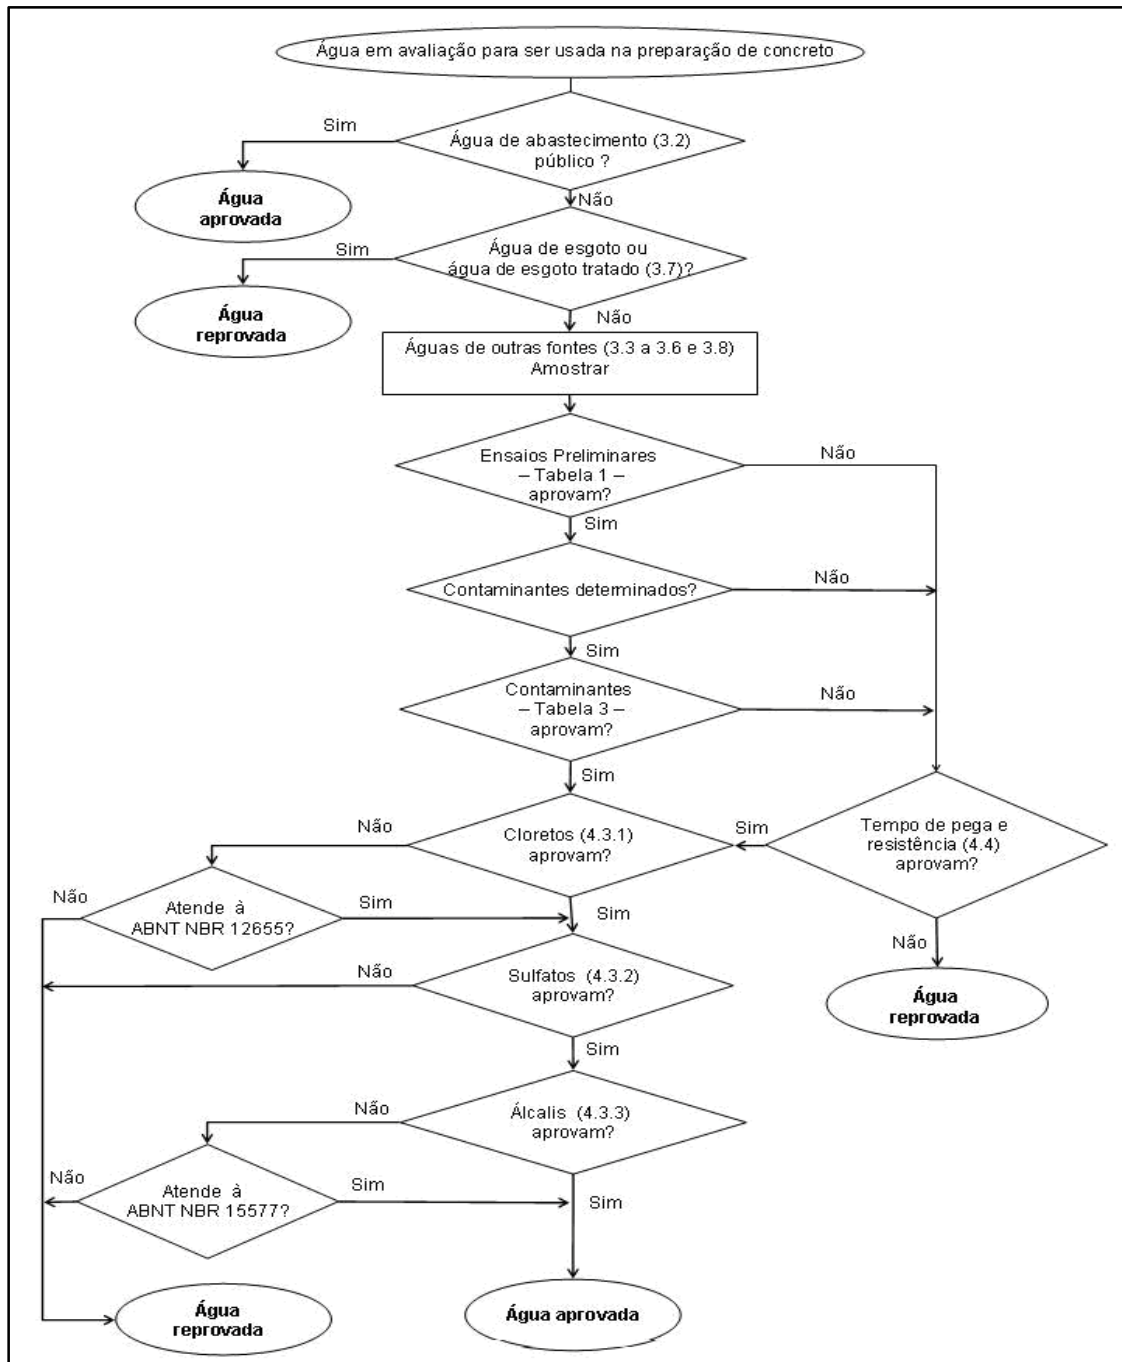 Água em avaliação para ser usada na preparação de concreto
Sim
Água de abastecimento (3.2)
público ?
Água
aprovada
Não
Sim
Água de esgoto ou
água de esgoto tratado (3.7)?
Água
reprovada
Não
Águas de outras fontes (3.3 a 3.6 e 3.8)
Amostrar
Ensaios Preliminares
– Tabela 1 –
aprovam?
Não
Sim
Contaminantes determinados?
Não
Sim
Contaminantes
– Tabela 3 –
aprovam?
Não
Sim
Cloretos (4.3.1)
aprovam?
Não
Sim
Tempo de pega e
resistência (4.4)
aprovam?
Não
Atende à
ABNT NBR 12655?
Sim
Sim
Não
Água
reprovada
Não
Sulfatos (4.3.2)
aprovam?
Sim
Não
Álcalis (4.3.3)
aprovam?
Não
Atende à
ABNT NBR 15577?
Sim
Sim
Água
reprovada
Água aprovada